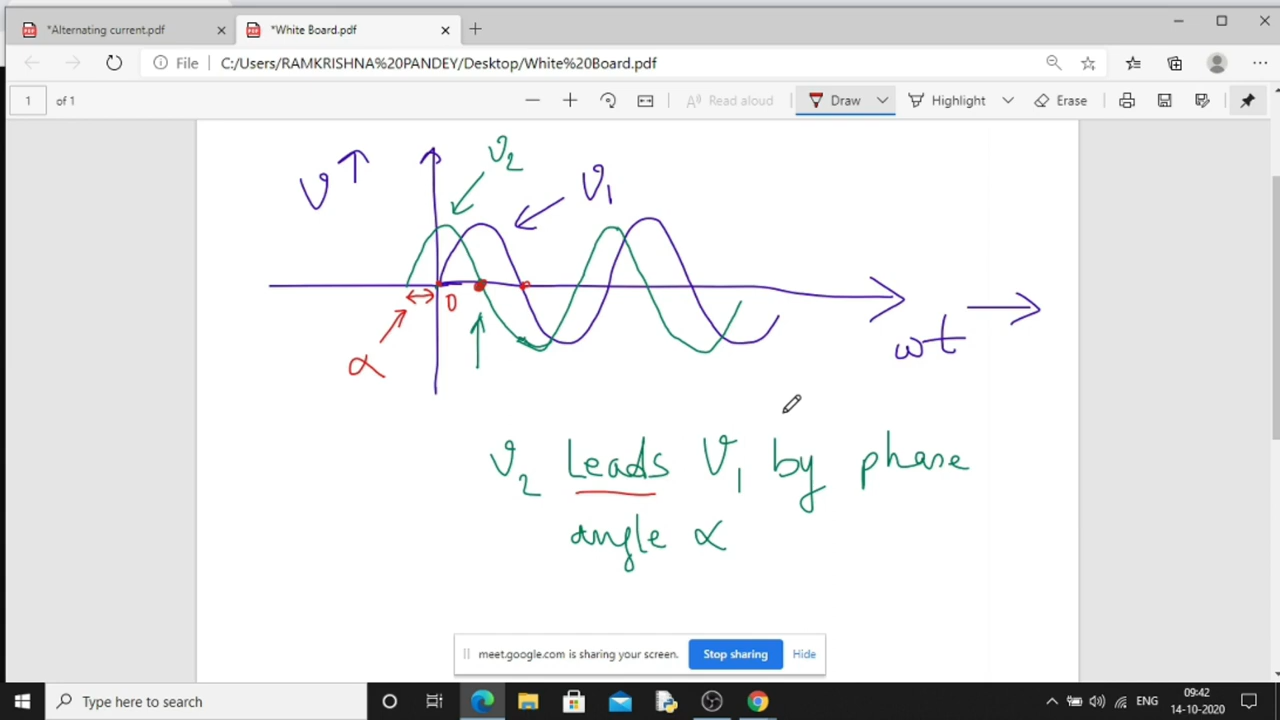 *Alternating current.pdf
*White Board.pdf
File
C:/Users/RAMKRISHNA%20PANDEY/Desktop/White%20Board.pdf
1 of 1
Read aloud
Draw
Highlight
Erase
v2
v
v1
0
α
ωt
v2 Leads v1 by phase
angle α
meet.google.com is sharing your screen. Stop sharing Hide
Type here to search
ENG
09:42
14-10-2020